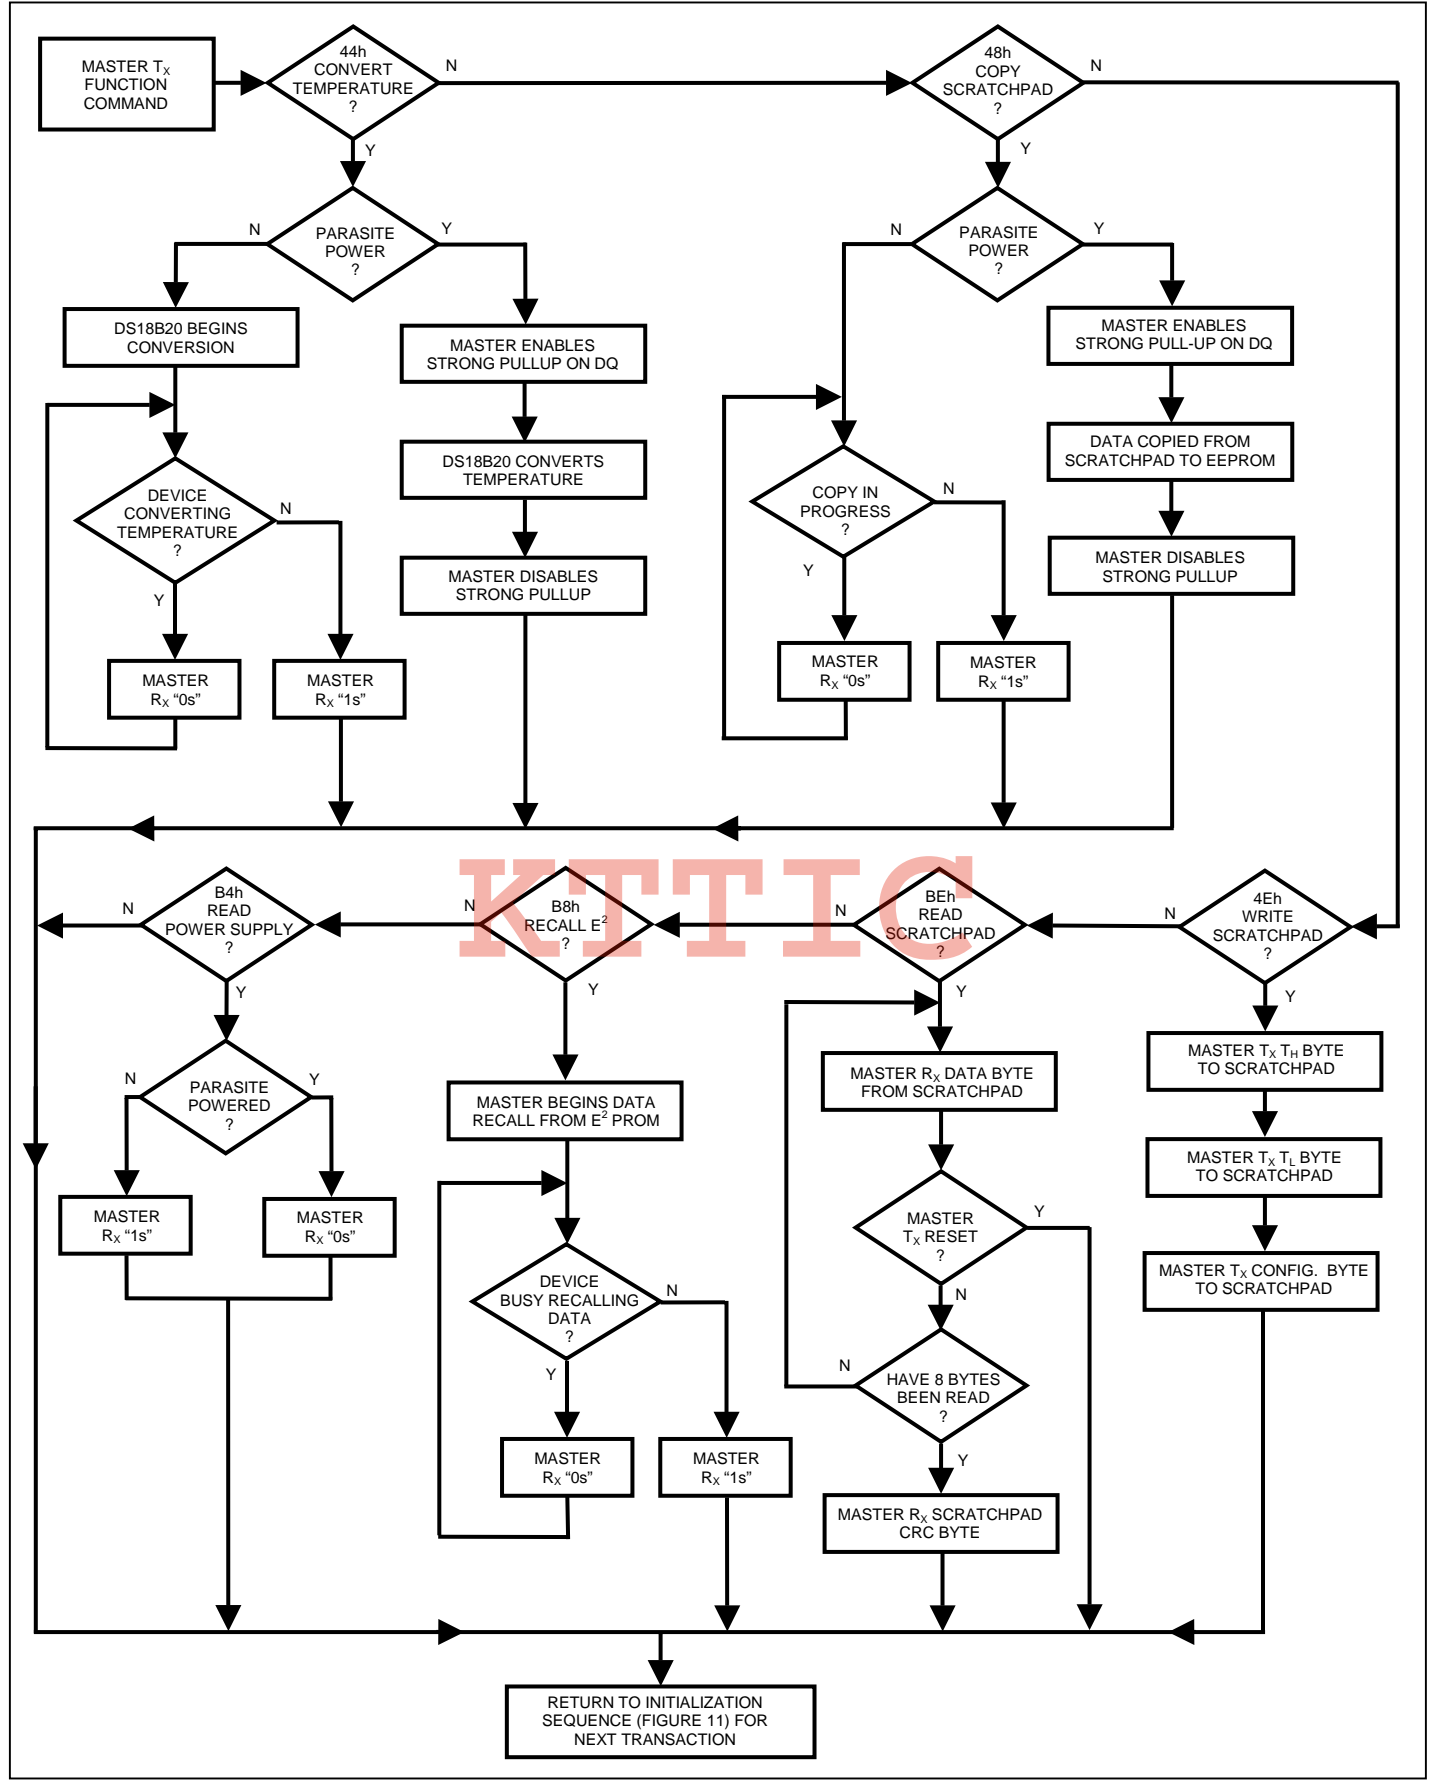 MASTER TX
FUNCTION
COMMAND
44h
CONVERT
TEMPERATURE
?
N
Y
48h
COPY
SCRATCHPAD
?
N
Y
PARASITE
POWER
?
N
Y
DS18B20 BEGINS
CONVERSION
MASTER ENABLES
STRONG PULLUP ON DQ
DS18B20 CONVERTS
TEMPERATURE
MASTER DISABLES
STRONG PULLUP
DEVICE
CONVERTING
TEMPERATURE
?
N
Y
MASTER
RX “0s”
MASTER
RX “1s”
PARASITE
POWER
?
N
Y
MASTER ENABLES
STRONG PULL-UP ON DQ
DATA COPIED FROM
SCRATCHPAD TO EEPROM
MASTER DISABLES
STRONG PULLUP
COPY IN
PROGRESS
?
N
Y
MASTER
RX “0s”
MASTER
RX “1s”
KTTIC
B4h
READ
POWER SUPPLY
?
N
Y
B8h
RECALL E2
?
N
Y
BEh
READ
SCRATCHPAD
?
N
Y
4Eh
WRITE
SCRATCHPAD
?
N
Y
PARASITE
POWERED
?
N
Y
MASTER
RX “1s”
MASTER
RX “0s”
MASTER BEGINS DATA
RECALL FROM E2 PROM
DEVICE
BUSY RECALLING
DATA
?
N
Y
MASTER
RX “0s”
MASTER
RX “1s”
MASTER RX DATA BYTE
FROM SCRATCHPAD
MASTER
TX RESET
?
Y
N
HAVE 8 BYTES
BEEN READ
?
N
Y
MASTER RX SCRATCHPAD
CRC BYTE
MASTER TX TH BYTE
TO SCRATCHPAD
MASTER TX TL BYTE
TO SCRATCHPAD
MASTER TX CONFIG. BYTE
TO SCRATCHPAD
RETURN TO INITIALIZATION
SEQUENCE (FIGURE 11) FOR
NEXT TRANSACTION